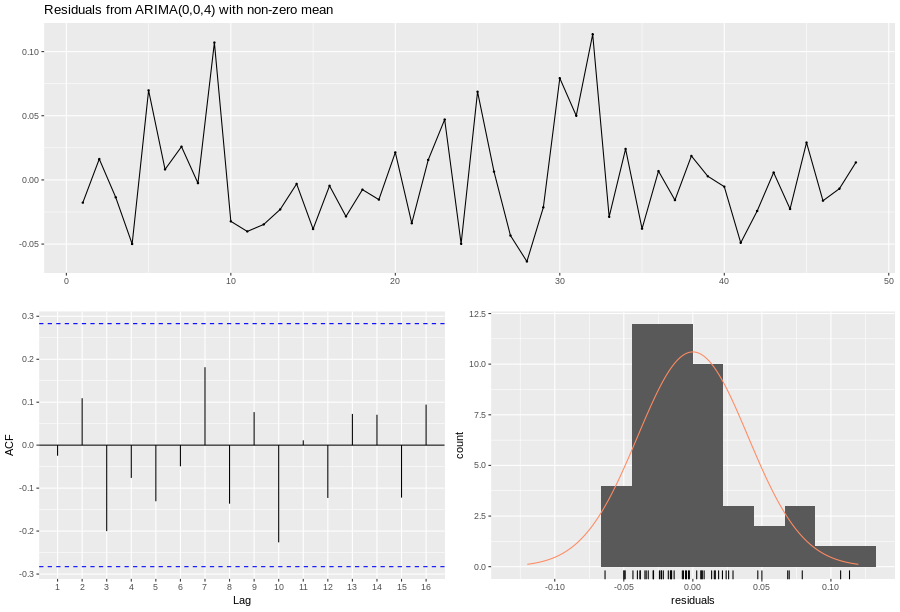 Residuals from ARIMA(0,0,4) with non-zero mean
0.10
0.05
0.00
-0.05
0 10 20 30 40 50
0.3
0.2
0.1
0.0
-0.1
-0.2
-0.3
ACF
1 2 3 4 5 6 7 8 9 10 11 12 13 14 15 16
Lag
12.5
10.0
7.5
5.0
2.5
0.0
count
-0.10 -0.05 0.00 0.05 0.10
residuals